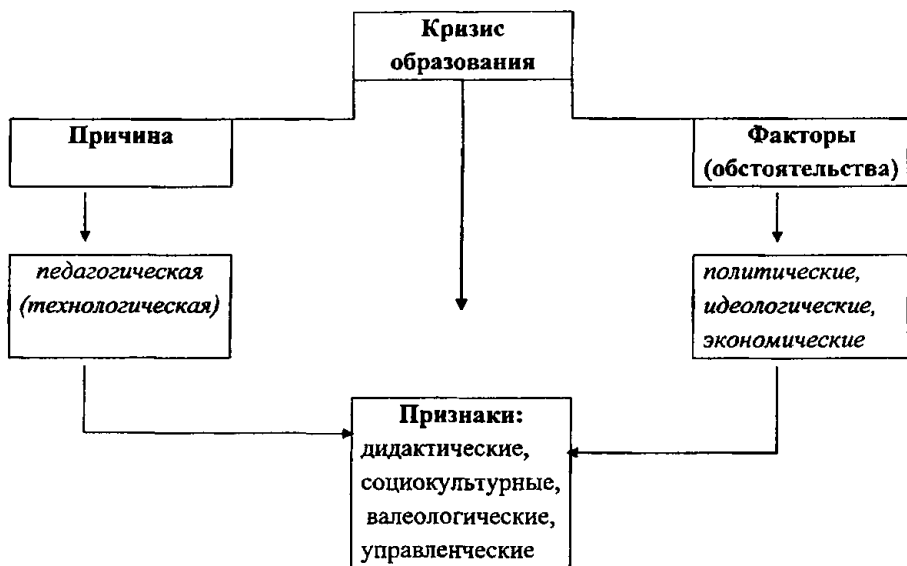 Кризис
образования
Причина
Факторы
(обстоятельства)
педагогическая
(технологическая)
политические,
идеологические,
экономические
Признаки:
дидактические,
социокультурные,
валеологические,
управленческие